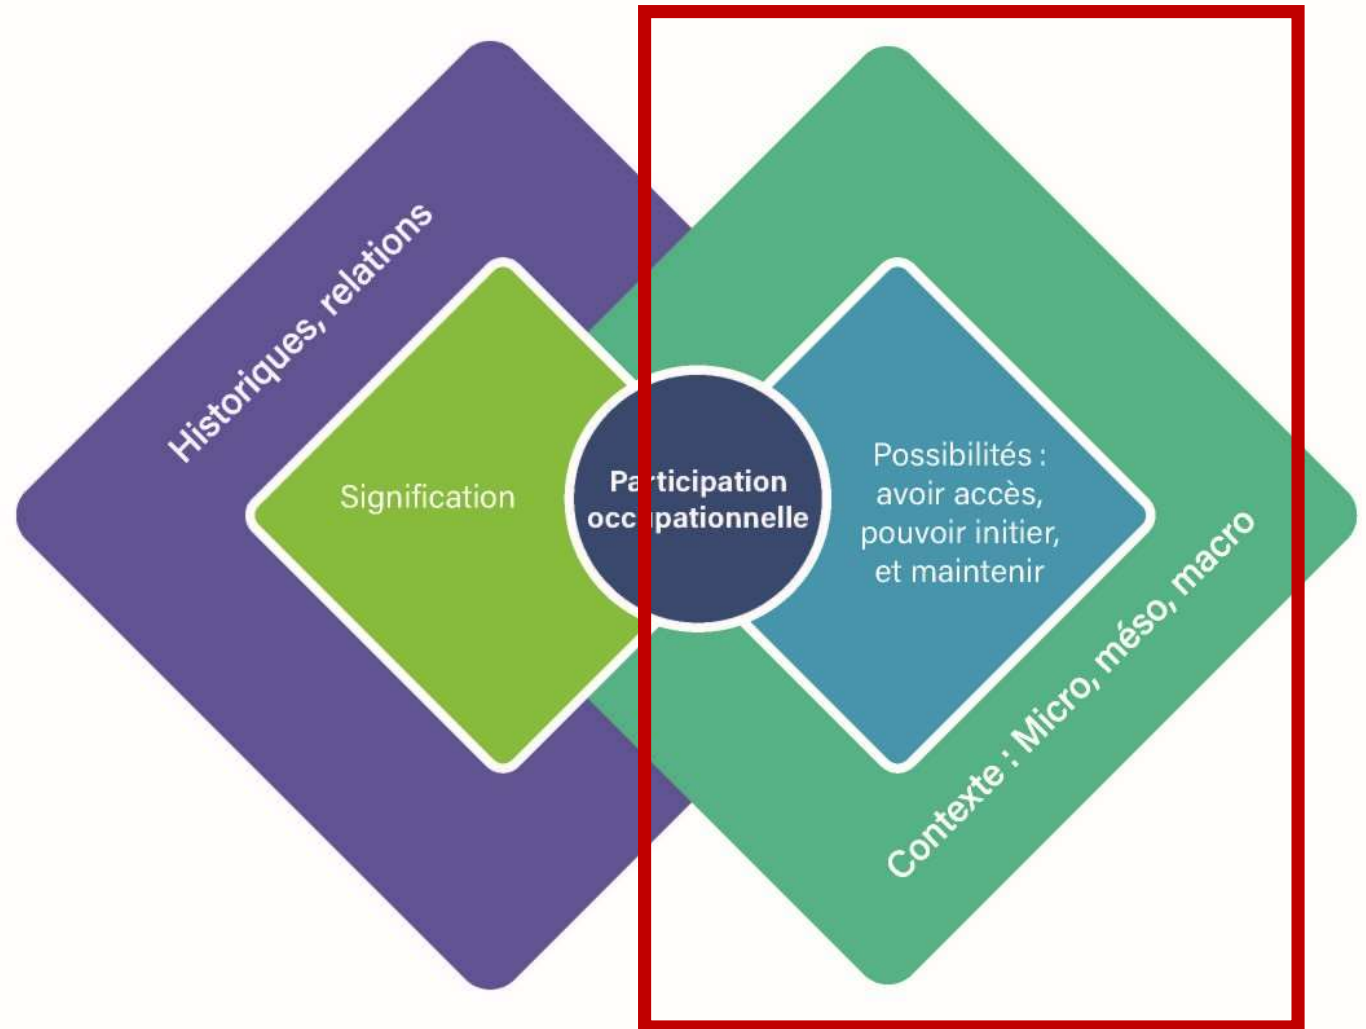 Historiques, relations
Signification
Participation
occupationnelle
Possibilités :
avoir accès,
pouvoir initier,
et maintenir
Contexte : Micro, méso, macro